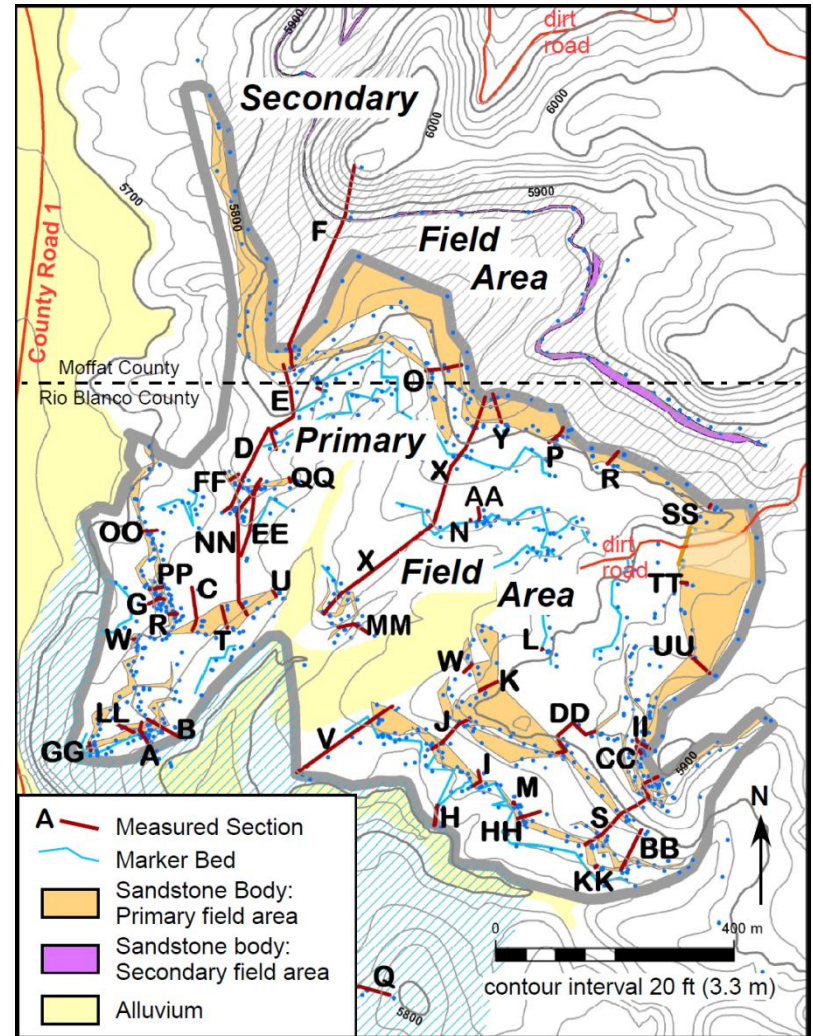 5900
dirt
road
Secondary
6000
5700
5800
5900
F
Field
Area
County Road 1
Moffat County
Rio Blanco County
O
E
Primary
Y
D
P
X
R
FF
QQ
AA
SS
OO
NN
EE
N
dirt
road
X
Field
PP
C
U
TT
G
Area
R
W
T
MM
L
UU
W
K
LL
B
J
DD
II
V
GG
A
CC
I
5900
M
N
H
HH
S
BB
KK
A Measured Section
Marker Bed
Sandstone Body:
Primary field area
Sandstone body:
Secondary field area
Alluvium
0 400 m
contour interval 20 ft (3.3 m)
Q
5800